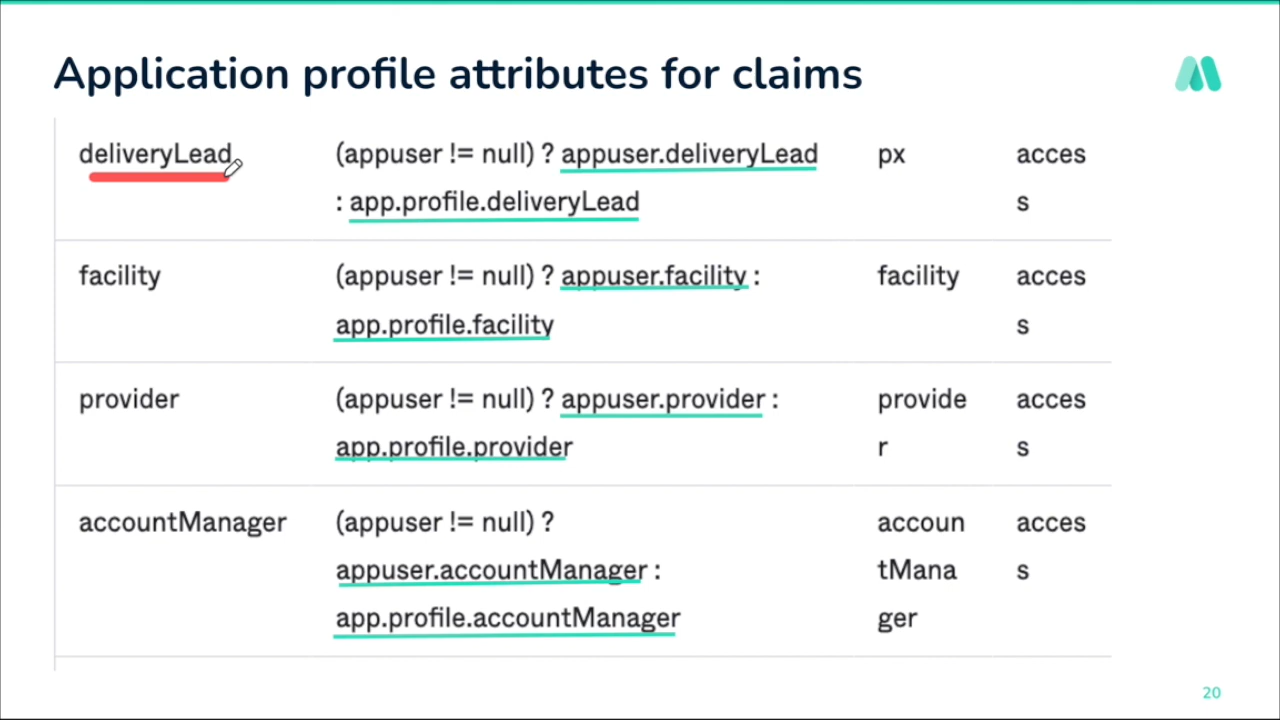 Application profile attributes for claims
deliveryLead (appuser != null) ? appuser.deliveryLead px acces
: app.profile.deliveryLead s
facility (appuser != null) ? appuser.facility : facility acces
app.profile.facility s
provider (appuser != null) ? appuser.provider : provide acces
app.profile.provider r s
accountManager (appuser != null) ? accoun acces
appuser.accountManager : tMana s
app.profile.accountManager ger
20